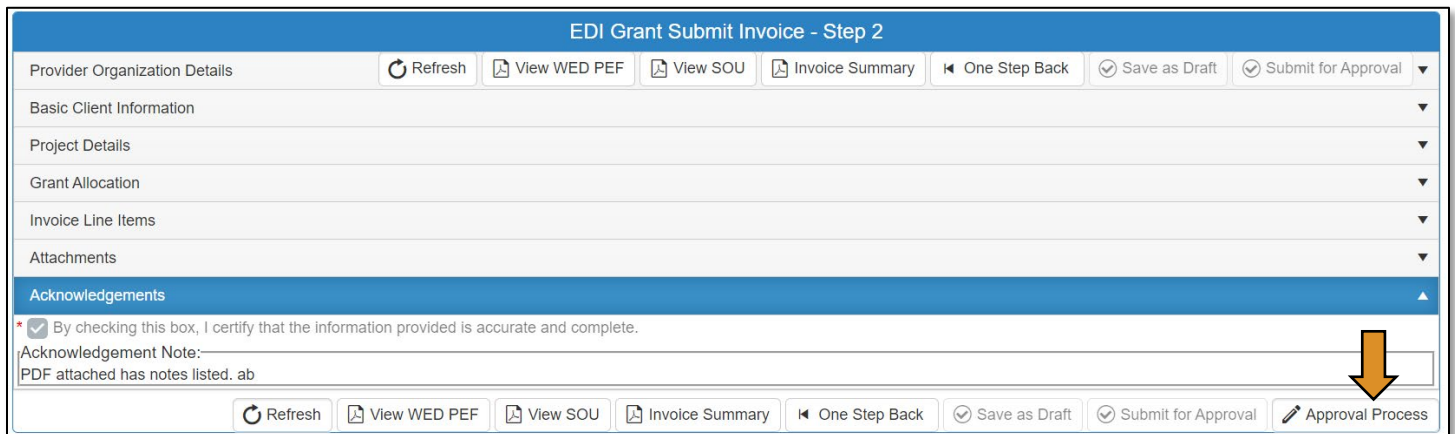 EDI Grant Submit Invoice - Step 2
Provider Organization Details Refresh View WED PEF View SOU Invoice Summary One Step Back Save as Draft Submit for Approval
Basic Client Information
Project Details
Grant Allocation
Invoice Line Items
Attachments
Acknowledgements
* By checking this box, I certify that the information provided is accurate and complete.
Acknowledgement Note:
PDF attached has notes listed. ab
Refresh View WED PEF View SOU Invoice Summary One Step Back Save as Draft Submit for Approval Approval Process